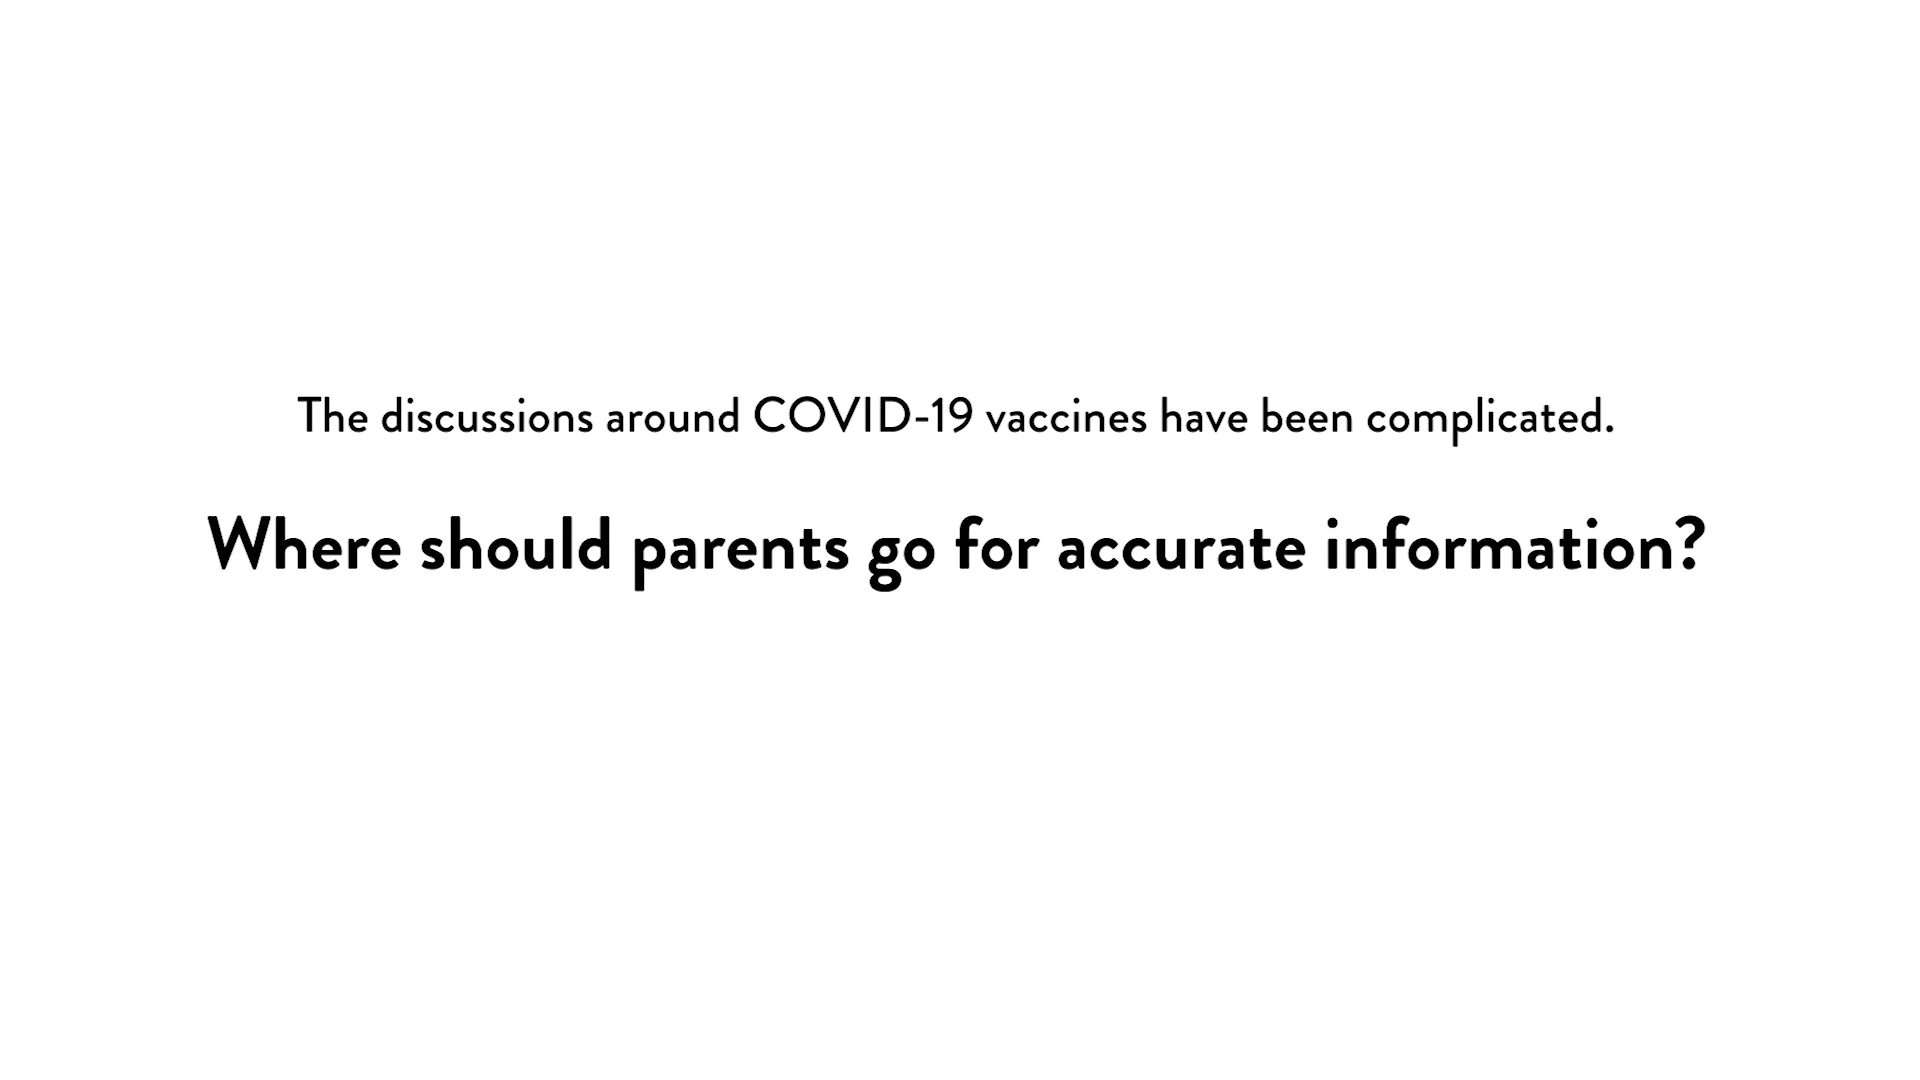 The discussions around COVID-19 vaccines have been complicated.
Where should parents go for accurate information?